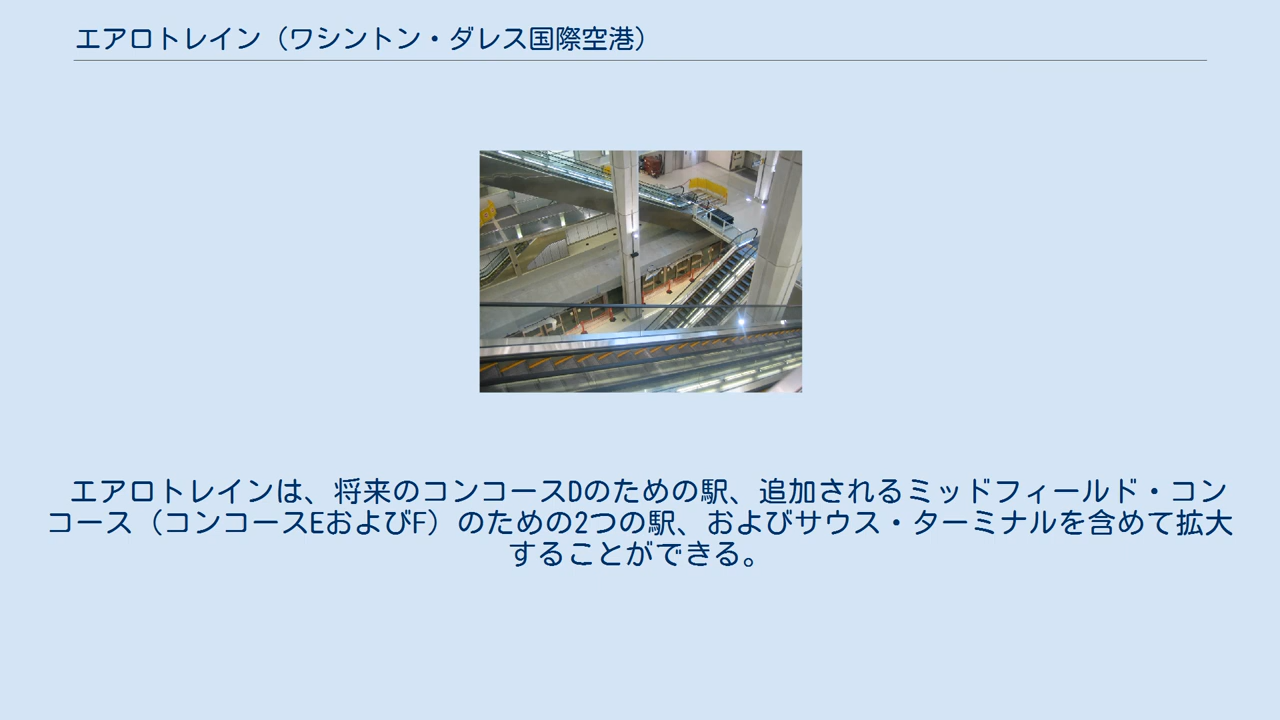 エアロトレイン（ワシントン・ダレス国際空港）
エアロトレインは、将来のコンコースDのための駅、追加されるミッドフィールド・コン
コース（コンコースEおよびF）のための2つの駅、およびサウス・ターミナルを含めて拡大
することができる。